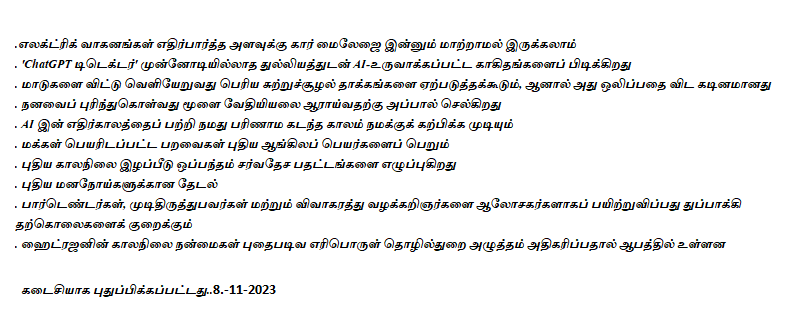 .எலக்ட்ரிக் வாகனங்கள் எதிர்பார்த்த அளவுக்கு கார் மைலேஜை இன்னும் மாற்றாமல் இருக்கலாம்
. 'ChatGPT டிடெக்டர்' முன்னோடியில்லாத துல்லியத்துடன் AI-உருவாக்கப்பட்ட காகிதங்களைப் பிடிக்கிறது
. மாடுகளை விட்டு வெளியேறுவது பெரிய சுற்றுச்சூழல் தாக்கங்களை ஏற்படுத்தக்கூடும், ஆனால் அது ஒலிப்பதை விட கடினமானது
. நனவைப் புரிந்துகொள்வது மூளை வேதியியலை ஆராய்வதற்கு அப்பால் செல்கிறது
. AI இன் எதிர்காலத்தைப் பற்றி நமது பரிணாம கடந்த காலம் நமக்குக் கற்பிக்க முடியும்
. மக்கள் பெயரிடப்பட்ட பறவைகள் புதிய ஆங்கிலப் பெயர்களைப் பெறும்
. புதிய காலநிலை இழப்பீடு ஒப்பந்தம் சர்வதேச பதட்டங்களை எழுப்புகிறது
. புதிய மனநோய்களுக்கான தேடல்
. பார்டெண்டர்கள், முடிதிருத்துபவர்கள் மற்றும் விவாகரத்து வழக்கறிஞர்களை ஆலோசகர்களாகப் பயிற்றுவிப்பது துப்பாக்கி
தற்கொலைகளைக் குறைக்கும்
. ஹைட்ரஜனின் காலநிலை நன்மைகள் புதைபடிவ எரிபொருள் தொழில்துறை அழுத்தம் அதிகரிப்பதால் ஆபத்தில் உள்ளன
கடைசியாக புதுப்பிக்கப்பட்டது..8.-11-2023